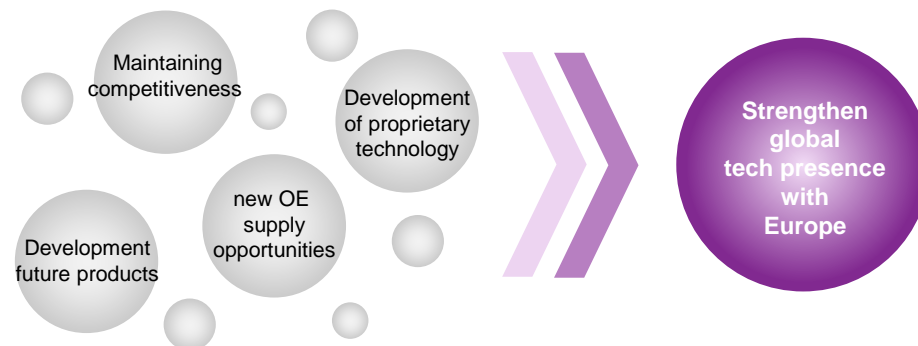 Maintaining
competitiveness
Development
of proprietary
technology
new OE
supply
opportunities
Development
future products
Strengthen
global
tech presence
with
Europe